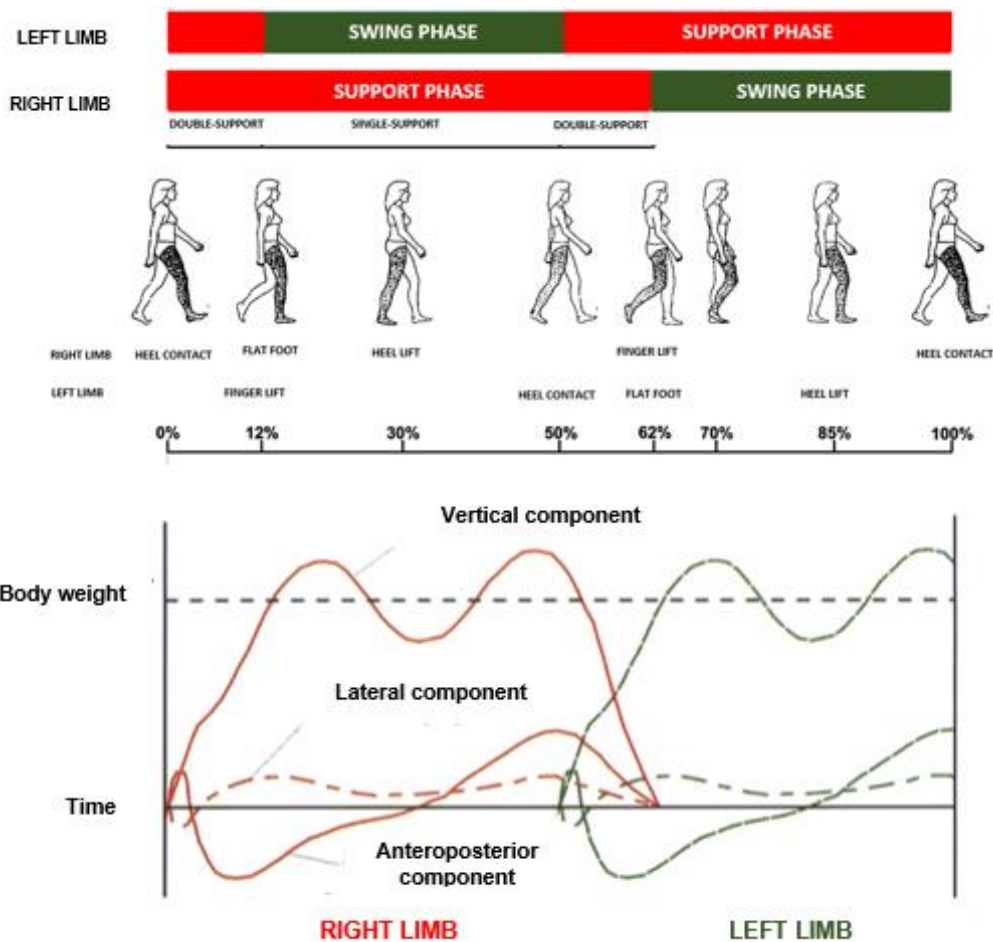 LEFT LIMB SWING PHASE SUPPORT PHASE
RIGHT LIMB SUPPORT PHASE SWING PHASE
DOUBLE-SUPPORT SINGLE-SUPPORT DOUBLE-SUPPORT
RIGHT LIMB HEEL CONTACT FLAT FOOT HEEL LIFT FINGER LIFT HEEL CONTACT
LEFT LIMB FINGER LIFT HEEL CONTACT FLAT FOOT HEEL LIFT
0% 12% 30% 50% 62% 70% 85% 100%
Vertical component
Body weight
Lateral component
Time
Anteroposterior
component
RIGHT LIMB LEFT LIMB